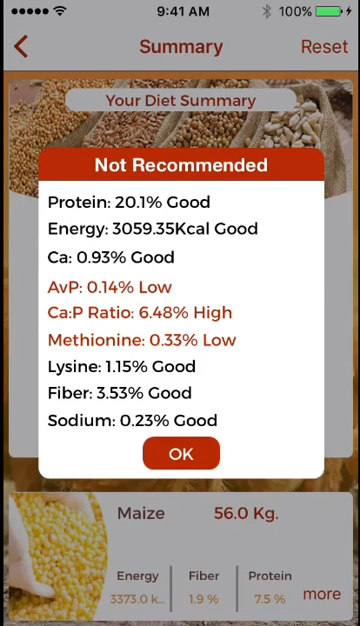 9:41 AM
100%
Summary
Reset
Your Diet Summary
Not Recommended
Protein: 20.1% Good
Energy: 3059.35Kcal Good
Ca: 0.93% Good
AvP: 0.14% Low
Ca:P Ratio: 6.48% High
Methionine: 0.33% Low
Lysine: 1.15% Good
Fiber: 3.53% Good
Sodium: 0.23% Good
OK
Maize 56.0 Kg.
Energy Fiber Protein
3373.0 k... 1.9 % 7.5 % more